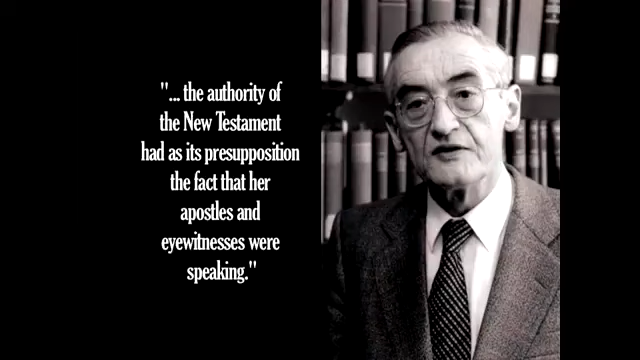 "... the authority of
the New Testament
had as its presupposition
the fact that her
apostles and
eyewitnesses were
speaking."